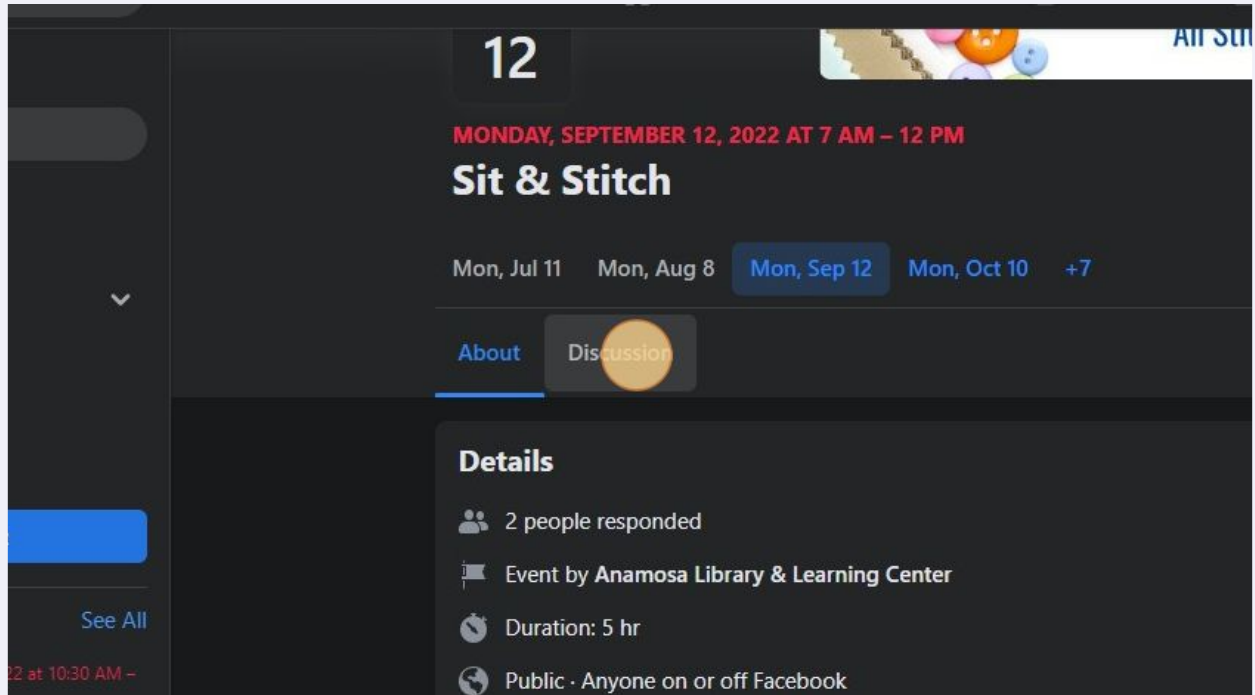 12
All
MONDAY, SEPTEMBER 12, 2022 AT 7 AM – 12 PM
Sit & Stitch
Mon, Jul 11 Mon, Aug 8 Mon, Sep 12 Mon, Oct 10 +7
About Discussion
Details
2 people responded
Event by Anamosa Library & Learning Center
Duration: 5 hr
See All
22 at 10:30 AM –
Public · Anyone on or off Facebook